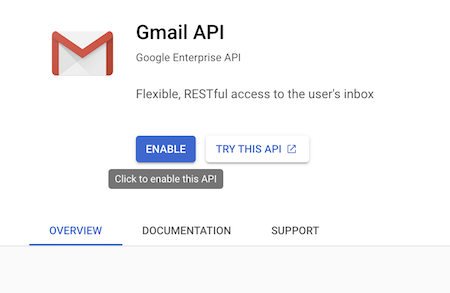 Gmail API
Google Enterprise API
Flexible, RESTful access to the user's inbox
ENABLE TRY THIS API
Click to enable this API
OVERVIEW DOCUMENTATION SUPPORT